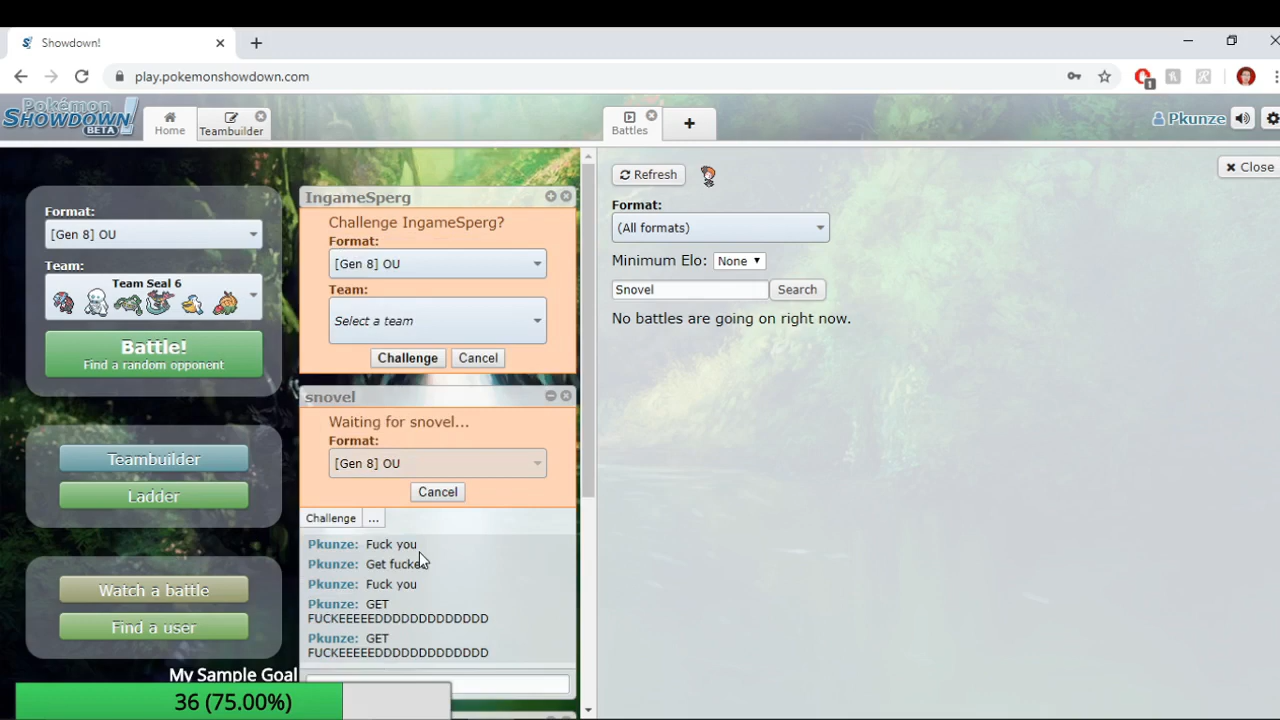 Showdown!
play.pokemonshowdown.com
1
Pokémon
SHOWDOWN!
BETA
Home
Teambuilder
Battles
+
Pkunze
Format:
[Gen 8] OU
Team:
Team Seal 6
Battle!
Find a random opponent
Teambuilder
Ladder
Watch a battle
Find a user
My Sample Goal
36 (75.00%)
IngameSperg
Challenge IngameSperg?
Format:
[Gen 8] OU
Team:
Select a team
Challenge Cancel
snovel
Waiting for snovel...
Format:
[Gen 8] OU
Cancel
Challenge ...
Pkunze: Fuck you
Pkunze: Get fucked
Pkunze: Fuck you
Pkunze: GET
FUCKEEEEEDDDDDDDDDDDDD
Pkunze: GET
FUCKEEEEEDDDDDDDDDDDDD
Refresh
Close
Format:
(All formats)
Minimum Elo: None
Snovel Search
No battles are going on right now.